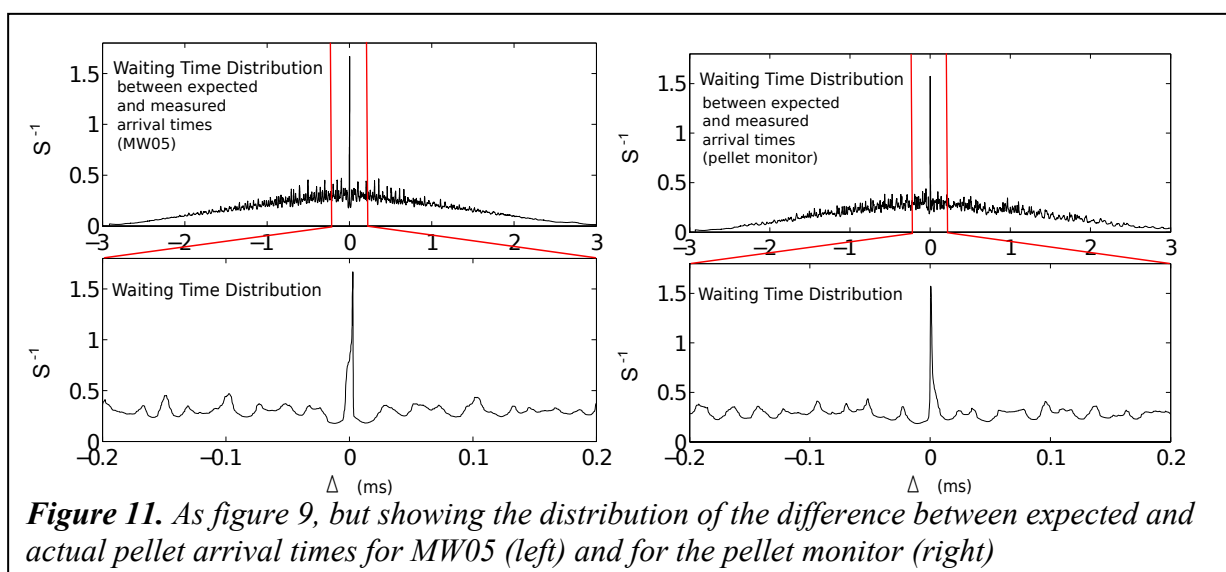 Waiting Time Distribution
between expected
and measured
arrival times
(MW05)
S⁻¹
1.5
1
0.5
0
−3 −2 −1 0 1 2 3
Waiting Time Distribution
S⁻¹
1.5
1
0.5
0
−0.2 −0.1 0 0.1 0.2
Δ (ms)
Waiting Time Distribution
between expected
and measured
arrival times
(pellet monitor)
S⁻¹
1.5
1
0.5
0
−3 −2 −1 0 1 2 3
Waiting Time Distribution
S⁻¹
1.5
1
0.5
0
−0.2 −0.1 0 0.1 0.2
Δ (ms)
Figure 11. As figure 9, but showing the distribution of the difference between expected and
actual pellet arrival times for MW05 (left) and for the pellet monitor (right)